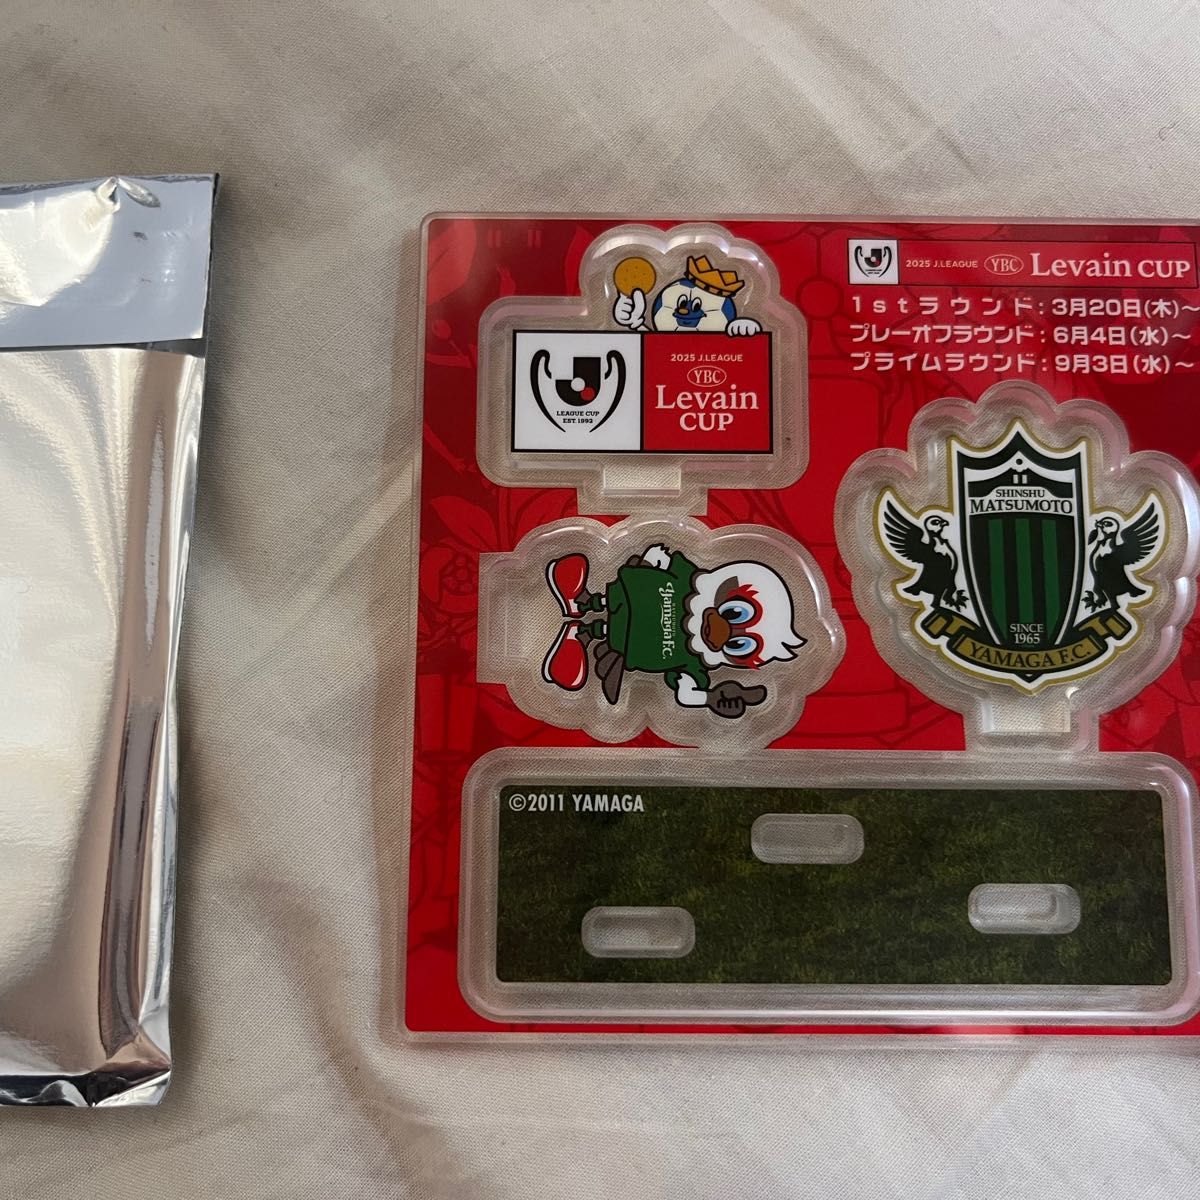 2025 J.LEAGUE YBC Levain CUP
1stラウンド:3月20日(木)~
プレーオフラウンド:6月4日(水)~
プライムラウンド:9月3日(水)~
2025 J.LEAGUE
YBC
Levain
CUP
LEAGUE CUP
EST. 1992
SHINSHU
MATSUMOTO
SINCE
1965
YAMAGA F.C.
MATSUMOTO
Yamaga F.C.
©2011 YAMAGA